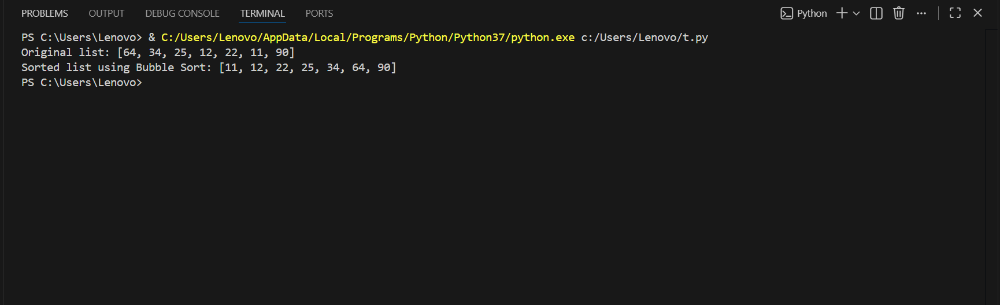 PROBLEMS OUTPUT DEBUG CONSOLE TERMINAL PORTS Python
PS C:\Users\Lenovo> & C:/Users/Lenovo/AppData/Local/Programs/Python/Python37/python.exe c:/Users/Lenovo/t.py
Original list: [64, 34, 25, 12, 22, 11, 90]
Sorted list using Bubble Sort: [11, 12, 22, 25, 34, 64, 90]
PS C:\Users\Lenovo>